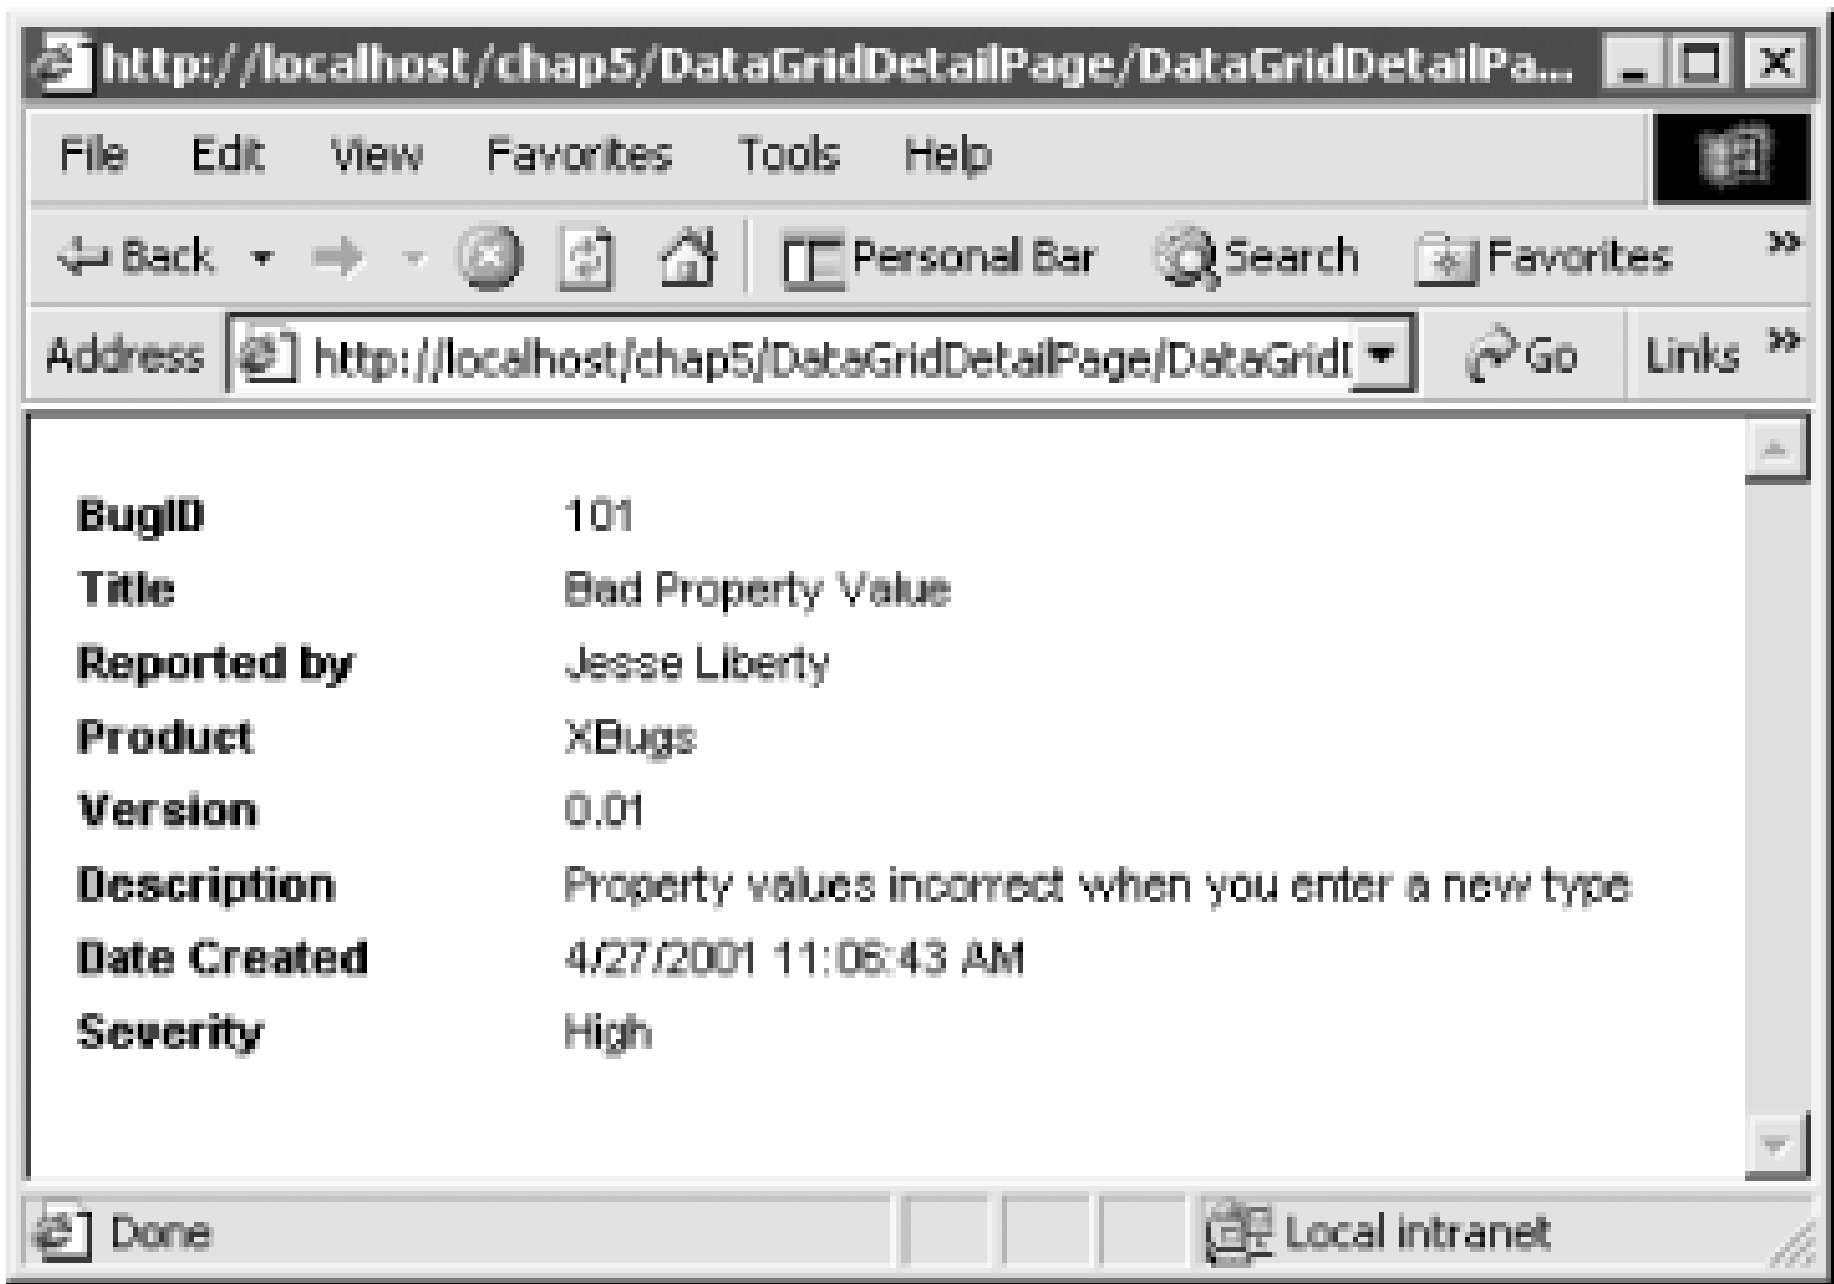 http://localhost/chap5/DataGridDetailPage/DataGridDetailPa...
File Edit View Favorites Tools Help
Back Personal Bar Search Favorites »
Address http://localhost/chap5/DataGridDetailPage/DataGrid Go Links »
BugID 101
Title Bad Property Value
Reported by Jesse Liberty
Product XBugs
Version 0.01
Description Property values incorrect when you enter a new type
Date Created 4/27/2001 11:06:43 AM
Severity High
Done Local intranet